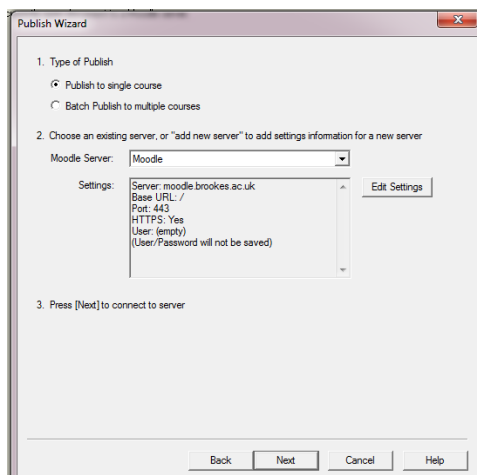 Publish Wizard
1. Type of Publish
Publish to single course
Batch Publish to multiple courses
2. Choose an existing server, or "add new server" to add settings information for a new server
Moodle Server: Moodle
Settings: Server: moodle.brookes.ac.uk Edit Settings
Base URL: /
Port: 443
HTTPS: Yes
User: (empty)
(User/Password will not be saved)
3. Press [Next] to connect to server
Back Next Cancel Help